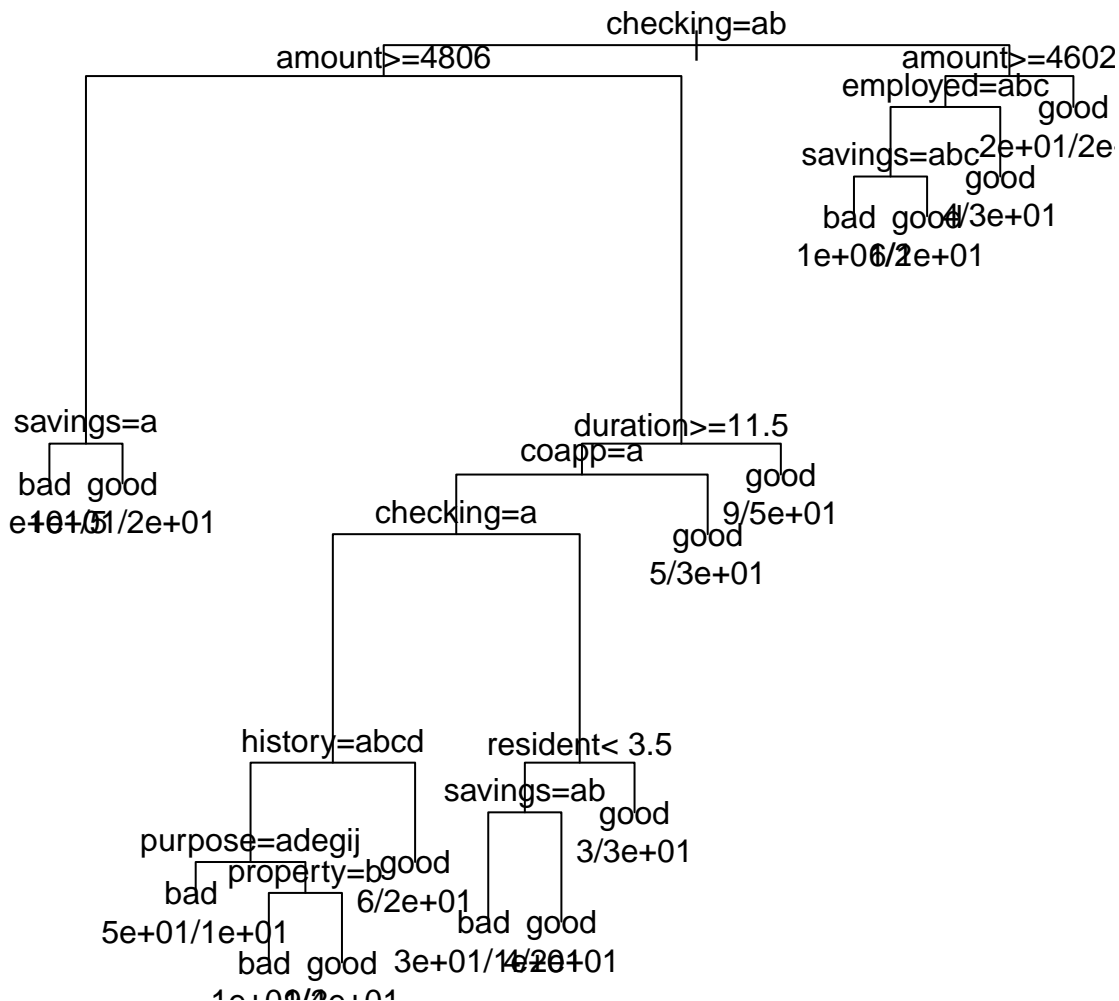 checking=ab
amount>=4806
amount>=4602
employed=abc
good
savings=abc
good
bad good
4/3e+01
savings=a
duration>=11.5
coapp=a
bad good
good
9/5e+01
checking=a
good
5/3e+01
history=abcd
resident< 3.5
savings=ab
good
3/3e+01
purpose=adegij
good
property=b
bad
6/2e+01
5e+01/1e+01
bad good
bad good